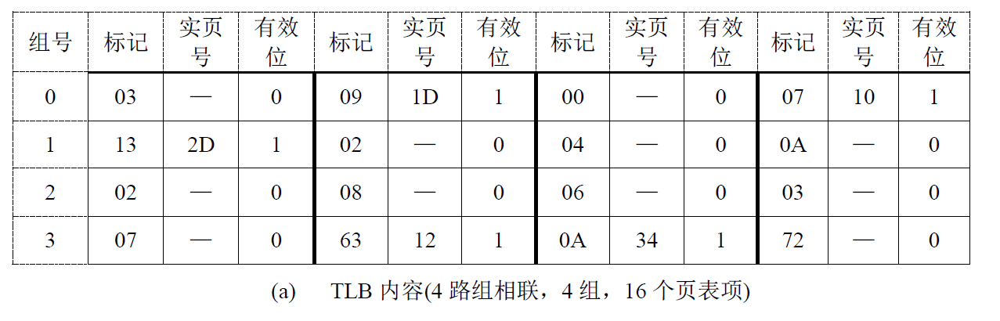 组号 标记 实页号 有效位 标记 实页号 有效位 标记 实页号 有效位 标记 实页号 有效位
0 03 — 0 09 1D 1 00 — 0 07 10 1
1 13 2D 1 02 — 0 04 — 0 0A — 0
2 02 — 0 08 — 0 06 — 0 03 — 0
3 07 — 0 63 12 1 0A 34 1 72 — 0
(a) TLB 内容(4 路组相联，4 组，16 个页表项)